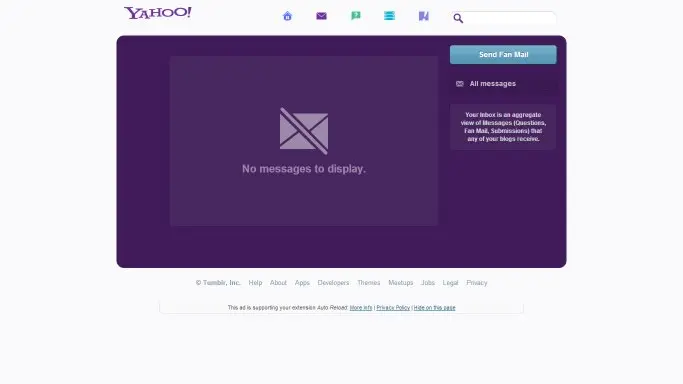 YAHOO!
Send Fan Mail
All messages
Your Inbox is an aggregate
view of Messages (Questions,
Fan Mail, Submissions) that
any of your blogs receive.
No messages to display.
© Tumblr, Inc. Help About Apps Developers Themes Meetups Jobs Legal Privacy
This ad is supporting your extension Auto Reload: More info | Privacy Policy | Hide on this page